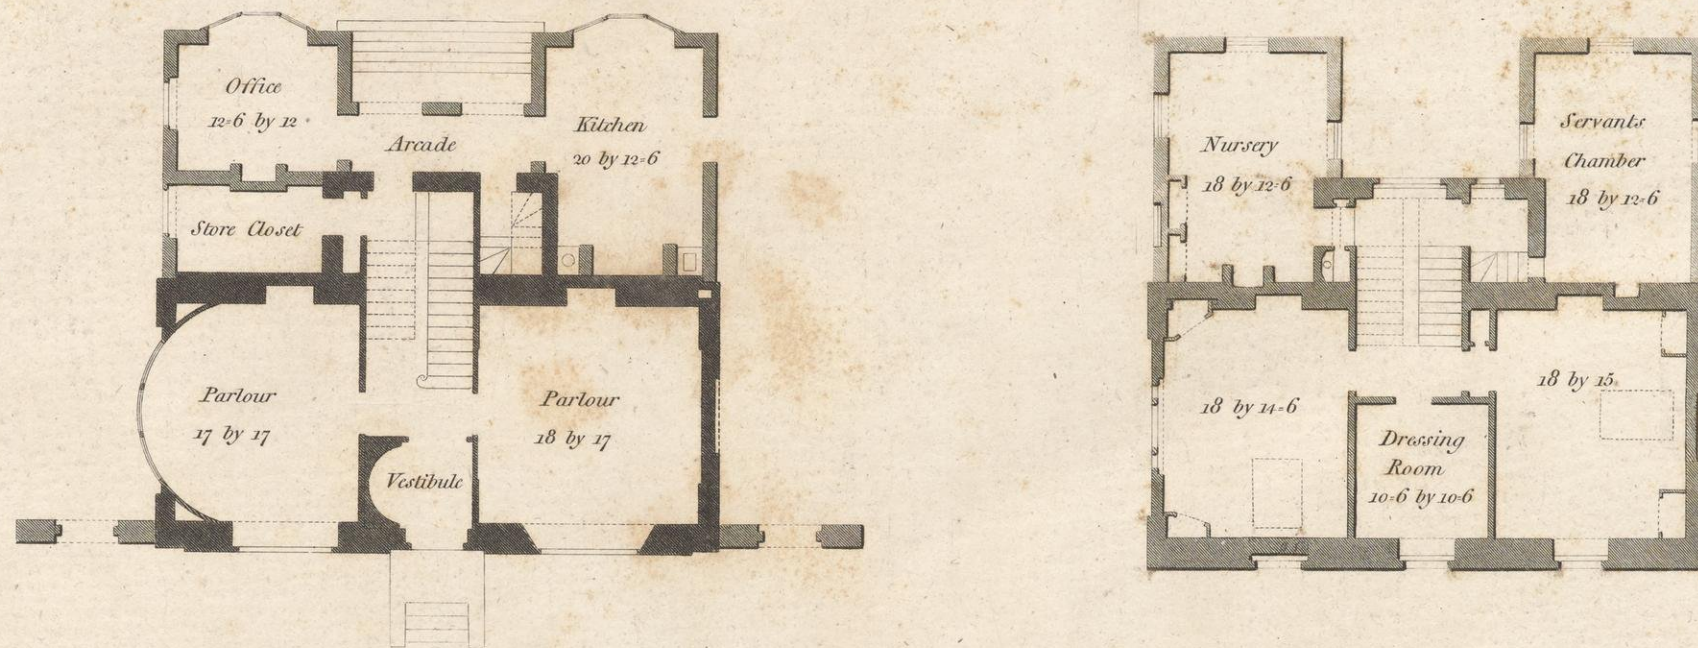 Office
12=6 by 12
Arcade
Kitchen
20 by 12=6
Store Closet
Parlour
17 by 17
Parlour
18 by 17
Vestibule
Nursery
18 by 12=6
Servants
Chamber
18 by 12=6
18 by 14=6
18 by 15
Dressing
Room
10=6 by 10=6